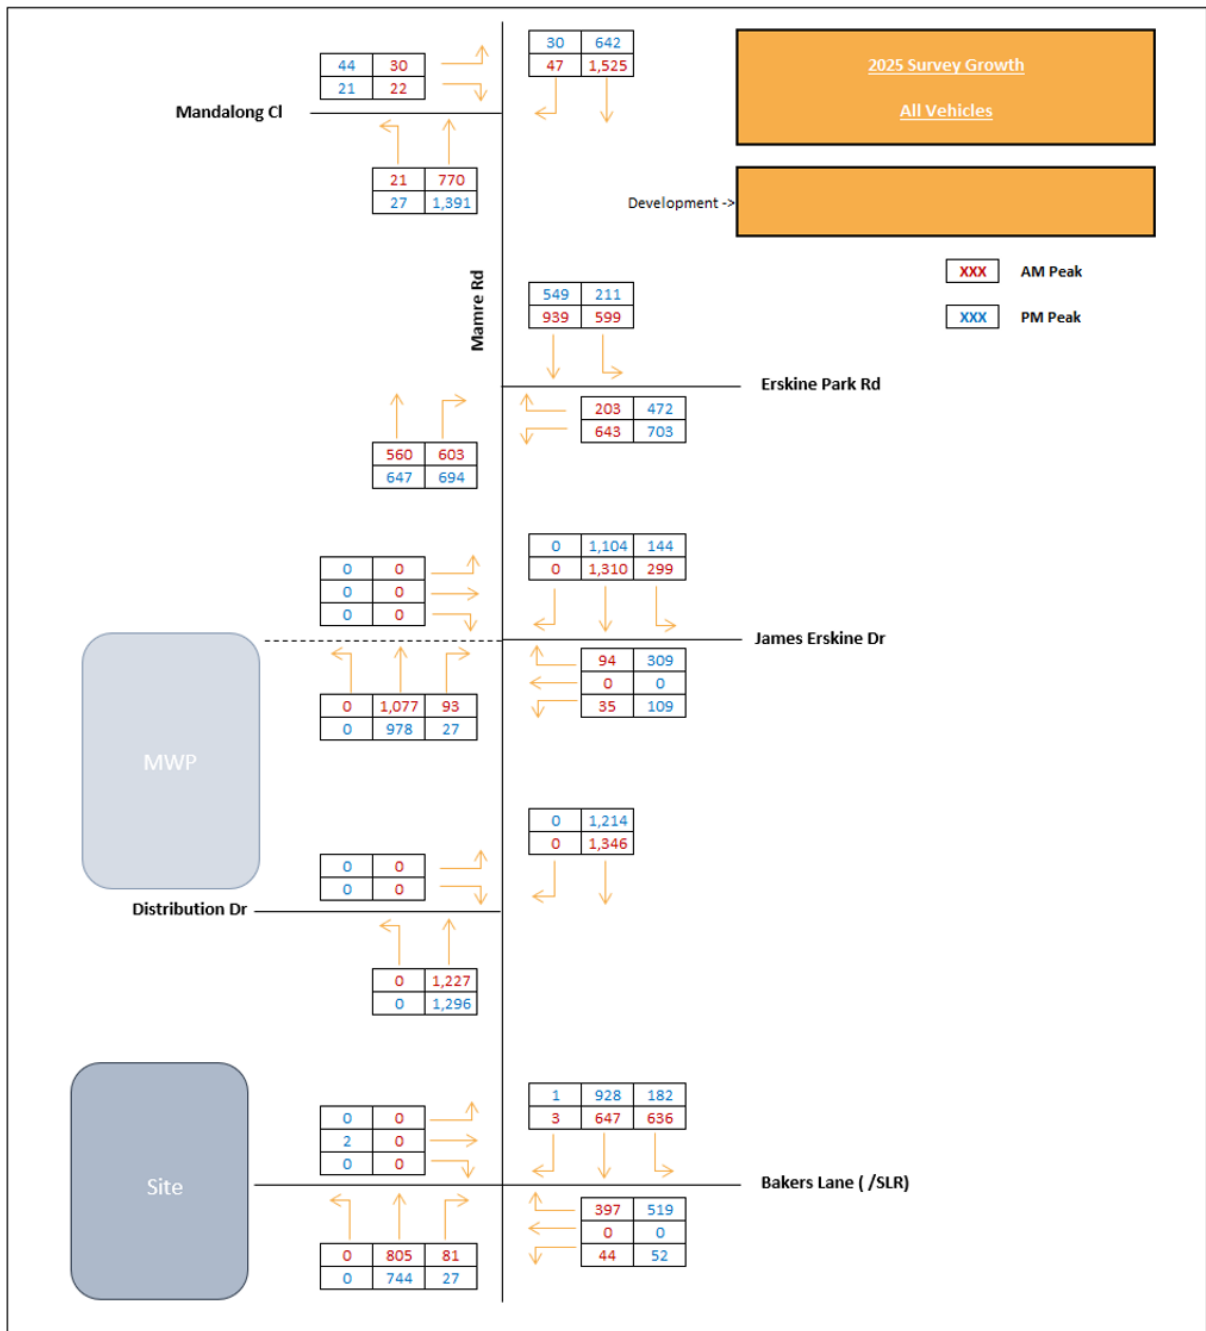 30 642
47 1,525
44 30
21 22
2025 Survey Growth
All Vehicles
Mandalong Cl
21 770
27 1,391
Development ->
XXX AM Peak
XXX PM Peak
Mamre Rd
549 211
939 599
Erskine Park Rd
203 472
643 703
560 603
647 694
0 1,104 144
0 1,310 299
0 0
0 0
0 0
James Erskine Dr
94 309
0 0
35 109
0 1,077 93
0 978 27
MWP
0 1,214
0 1,346
0 0
0 0
Distribution Dr
0 1,227
0 1,296
1 928 182
3 647 636
0 0
2 0
0 0
Site
Bakers Lane ( /SLR)
397 519
0 0
44 52
0 805 81
0 744 27